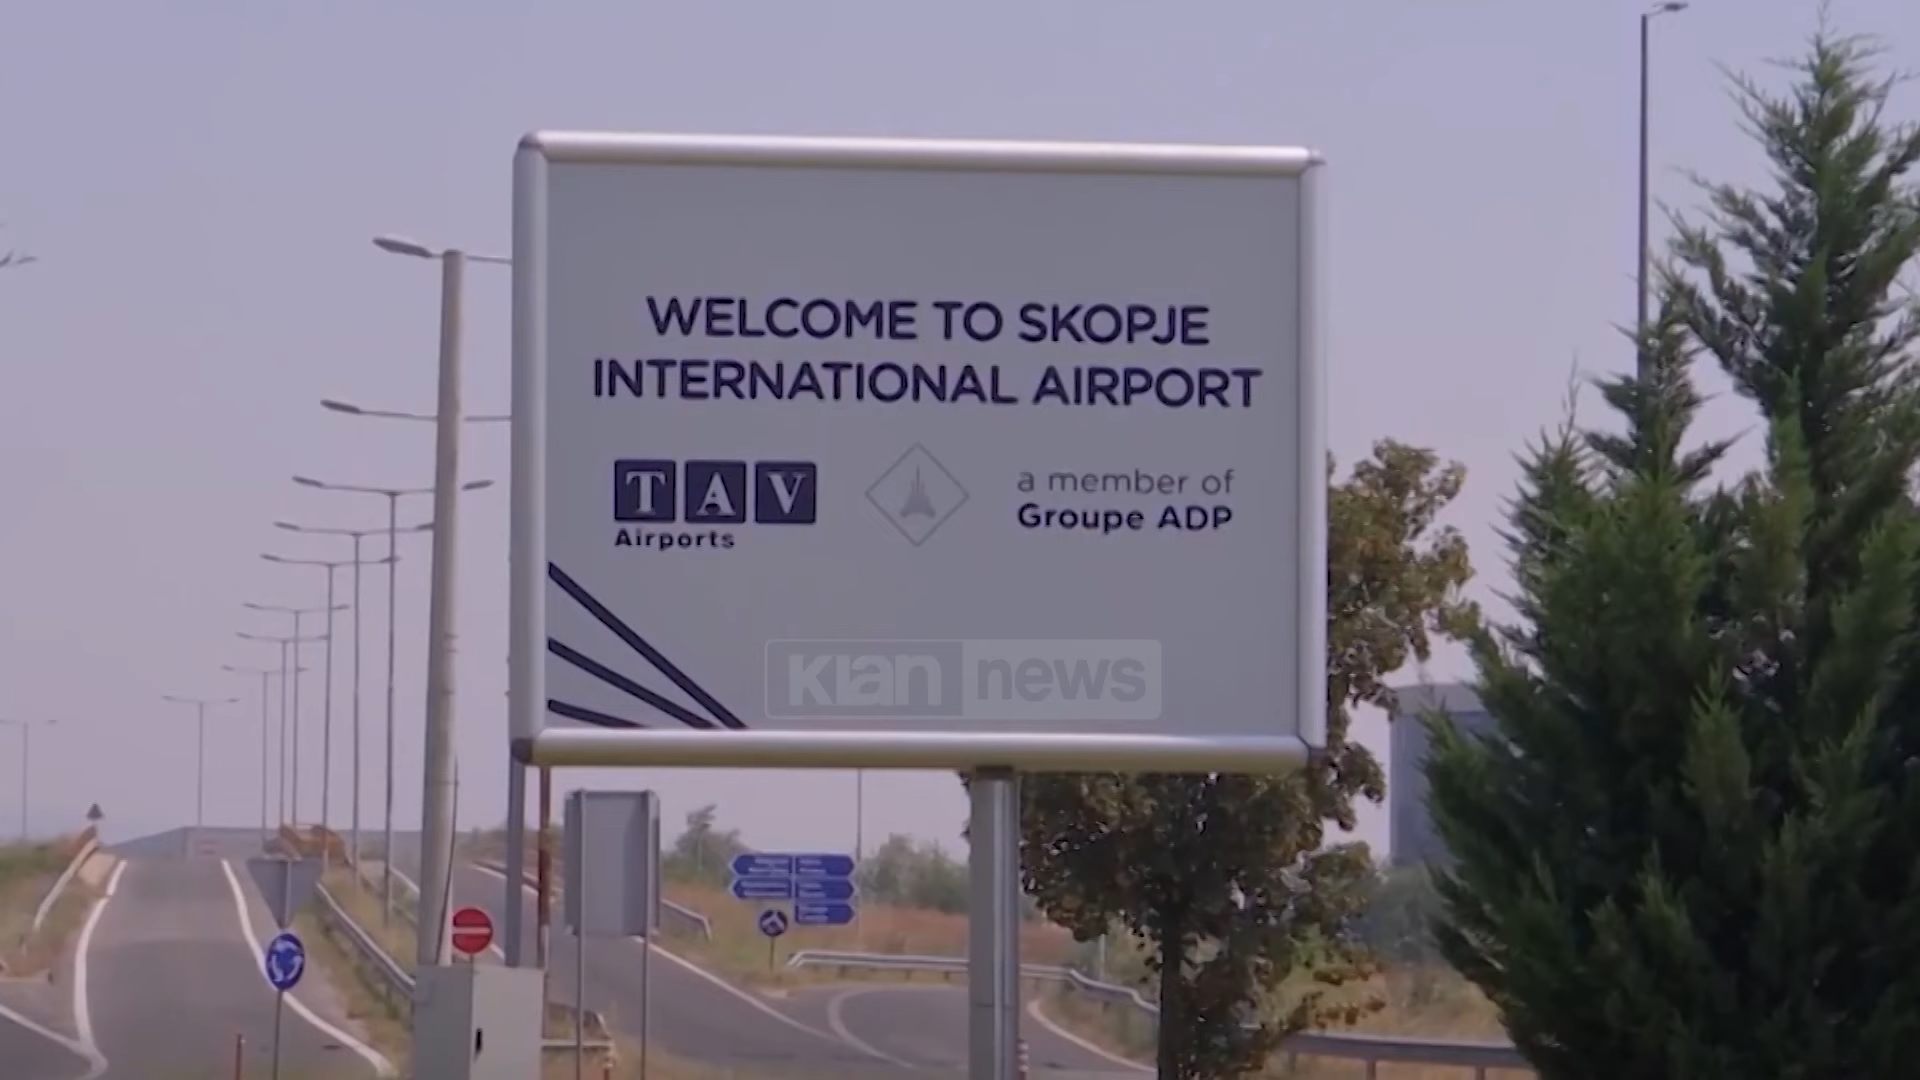 WELCOME TO SKOPJE
INTERNATIONAL AIRPORT
TAV
Airports
a member of
Groupe ADP
klan news